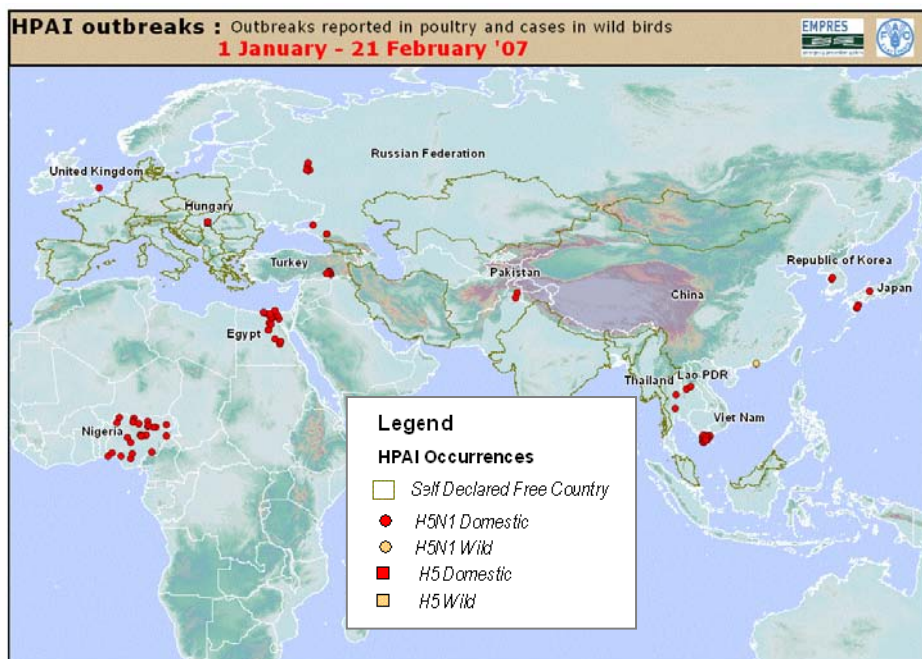 HPAI outbreaks : Outbreaks reported in poultry and cases in wild birds
1 January - 21 February '07
EMPRES
FAO
Russian Federation
United Kingdom
Hungary
Turkey
Pakistan
Republic of Korea
Japan
China
Egypt
Thailand
Lao PDR
Viet Nam
Nigeria
Legend
HPAI Occurrences
Self Declared Free Country
H5N1 Domestic
H5N1 Wild
H5 Domestic
H5 Wild